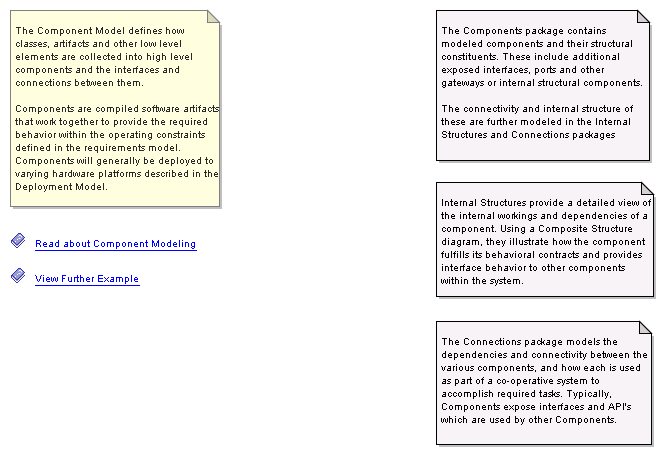 The Component Model defines how
classes, artifacts and other low level
elements are collected into high level
components and the interfaces and
connections between them.
Components are compiled software artifacts
that work together to provide the required
behavior within the operating constraints
defined in the requirements model.
Components will generally be deployed to
varying hardware platforms described in the
Deployment Model.
Read about Component Modeling
View Further Example
The Components package contains
modeled components and their structural
constituents. These include additional
exposed interfaces, ports and other
gateways or internal structural components.
The connectivity and internal structure of
these are further modeled in the Internal
Structures and Connections packages
Internal Structures provide a detailed view of
the internal workings and dependencies of a
component. Using a Composite Structure
diagram, they illustrate how the component
fulfills its behavioral contracts and provides
interface behavior to other components
within the system.
The Connections package models the
dependencies and connectivity between the
various components, and how each is used
as part of a co-operative system to
accomplish required tasks. Typically,
Components expose interfaces and API's
which are used by other Components.